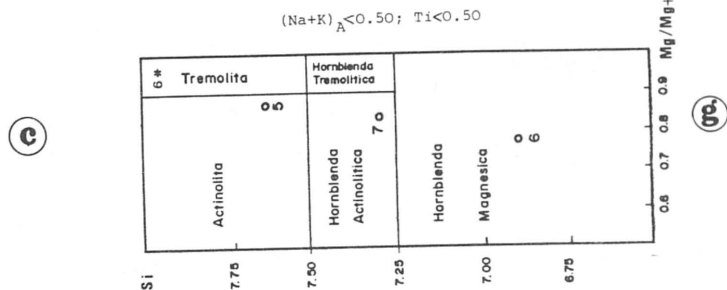 (Na+K)A<0.50; Ti<0.50
Mg/Mg+
6* Tremolita
Hornblenda
Tremolitica
5
7
6
Actinolita
Hornblenda
Actinolitica
Hornblenda
Magnesica
0.9
0.8
0.7
0.6
Si
7.75
7.50
7.25
7.00
6.75
c